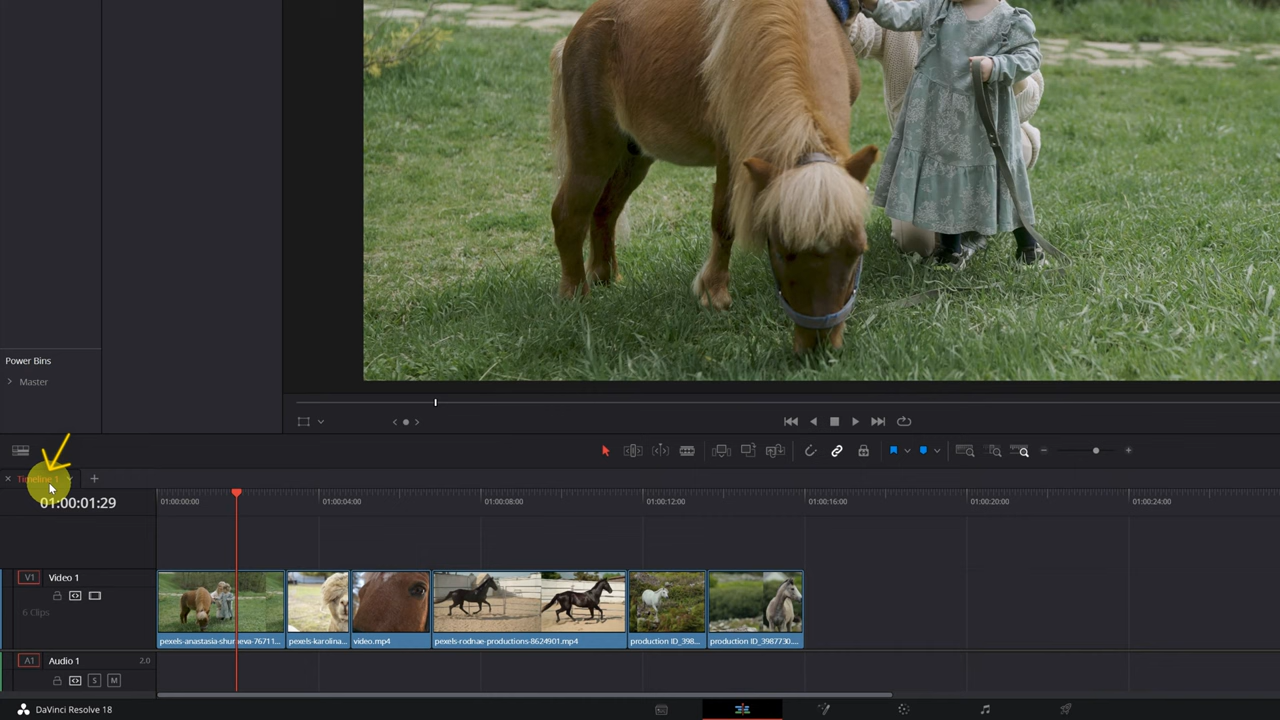 Power Bins
Master
Timeline 1
01:00:01:29
01:00:00:00
01:00:04:00
01:00:08:00
01:00:12:00
01:00:16:00
01:00:20:00
01:00:24:00
V1 Video 1
6 Clips
pexels-anastasia-shuraeva-76711...
pexels-karolina...
video.mp4
pexels-rodnae-productions-8624901.mp4
production ID_398...
production ID_3987730....
A1 Audio 1 2.0
S M
DaVinci Resolve 18